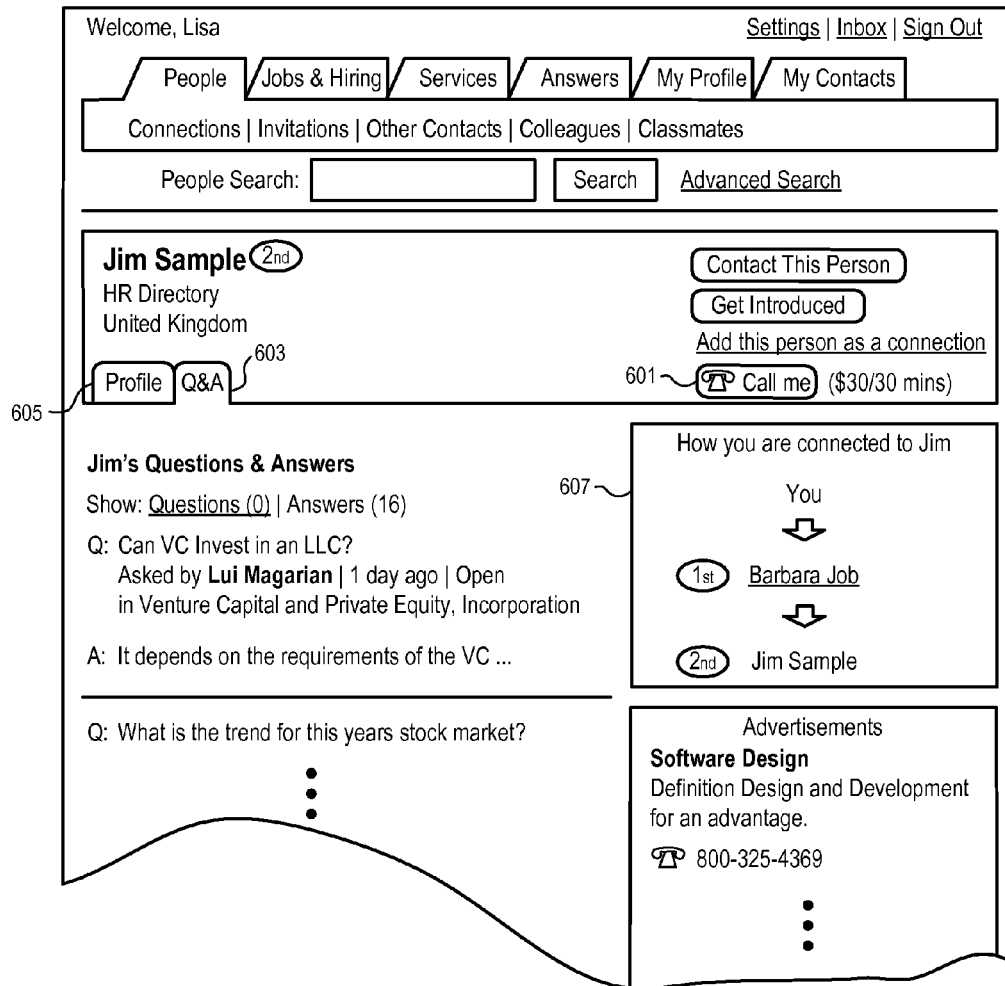 Welcome, Lisa
Settings | Inbox | Sign Out
People
Jobs & Hiring
Services
Answers
My Profile
My Contacts
Connections | Invitations | Other Contacts | Colleagues | Classmates
People Search:
Search
Advanced Search
Jim Sample 2nd
HR Directory
United Kingdom
Contact This Person
Get Introduced
Add this person as a connection
601 Call me ($30/30 mins)
603
605
Profile
Q&A
Jim's Questions & Answers
Show: Questions (0) | Answers (16)
Q: Can VC Invest in an LLC?
Asked by Lui Magarian | 1 day ago | Open
in Venture Capital and Private Equity, Incorporation
A: It depends on the requirements of the VC ...
Q: What is the trend for this years stock market?
607
How you are connected to Jim
You
1st Barbara Job
2nd Jim Sample
Advertisements
Software Design
Definition Design and Development
for an advantage.
800-325-4369